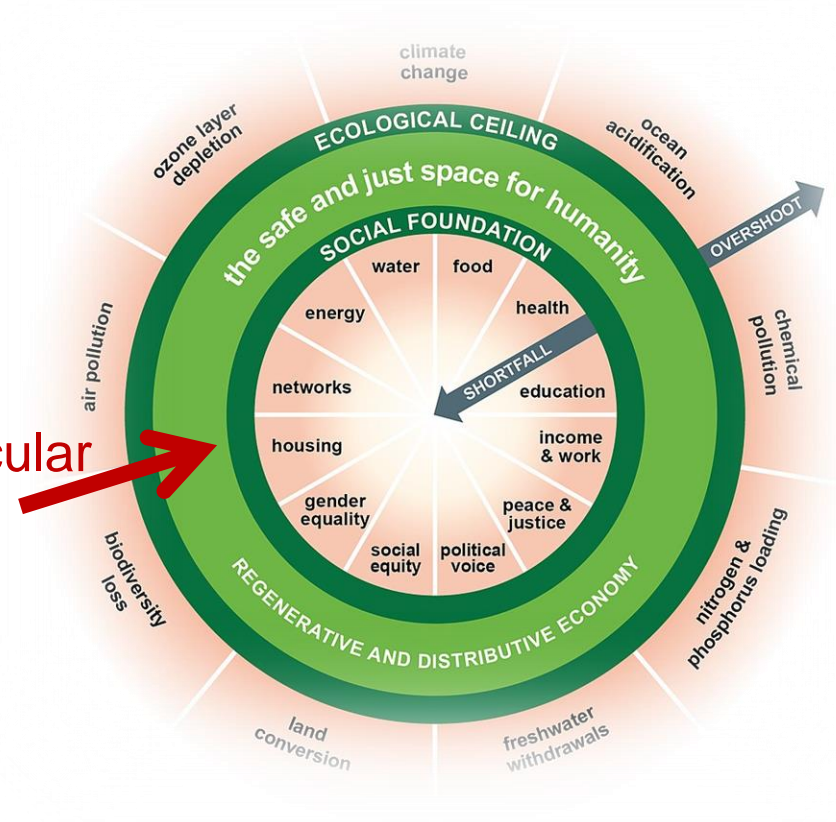 climate
change
ozone layer
depletion
ocean
acidification
ECOLOGICAL CEILING
the safe and just space for humanity
OVERSHOOT
SOCIAL FOUNDATION
water
food
energy
health
SHORTFALL
air pollution
chemical
pollution
networks
education
cular
housing
income
& work
gender
equality
peace &
justice
social
equity
political
voice
biodiversity
loss
nitrogen &
phosphorus loading
REGENERATIVE AND DISTRIBUTIVE ECONOMY
land
conversion
freshwater
withdrawals